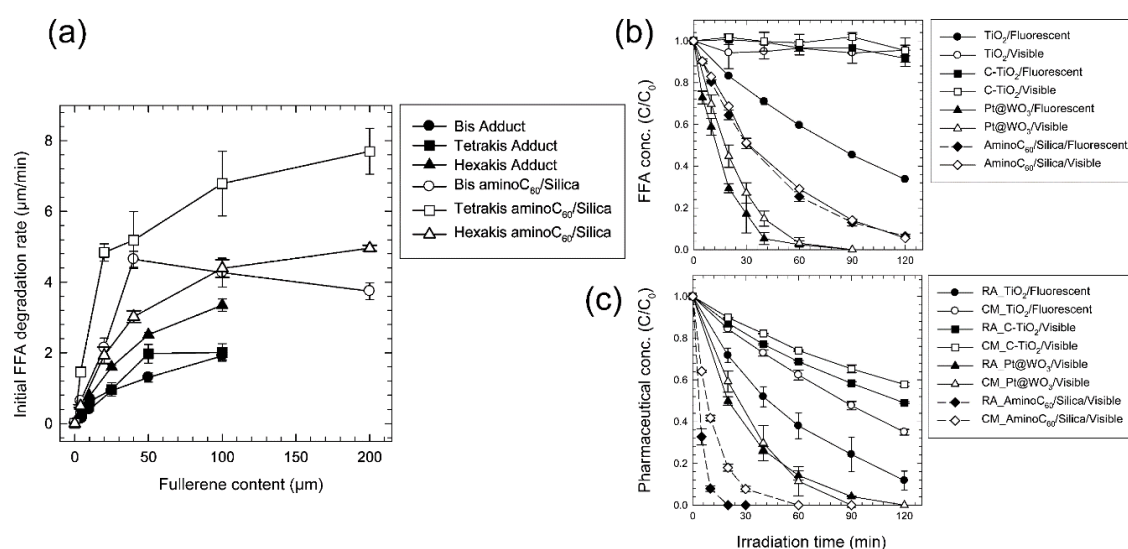 (a)
Initial FFA degradation rate (μm/min)
8
6
4
2
0
0 50 100 150 200
Fullerene content (μm)
Bis Adduct
Tetrakis Adduct
Hexakis Adduct
Bis aminoC₆₀/Silica
Tetrakis aminoC₆₀/Silica
Hexakis aminoC₆₀/Silica
(b)
FFA conc. (C/C₀)
1.0
0.8
0.6
0.4
0.2
0.0
0 30 60 90 120
TiO₂/Fluorescent
TiO₂/Visible
C-TiO₂/Fluorescent
C-TiO₂/Visible
Pt@WO₃/Fluorescent
Pt@WO₃/Visible
AminoC₆₀/Silica/Fluorescent
AminoC₆₀/Silica/Visible
(c)
Pharmaceutical conc. (C/C₀)
1.0
0.8
0.6
0.4
0.2
0.0
0 30 60 90 120
Irradiation time (min)
RA_TiO₂/Fluorescent
CM_TiO₂/Fluorescent
RA_C-TiO₂/Visible
CM_C-TiO₂/Visible
RA_Pt@WO₃/Visible
CM_Pt@WO₃/Visible
RA_AminoC₆₀/Silica/Visible
CM_AminoC₆₀/Silica/Visible